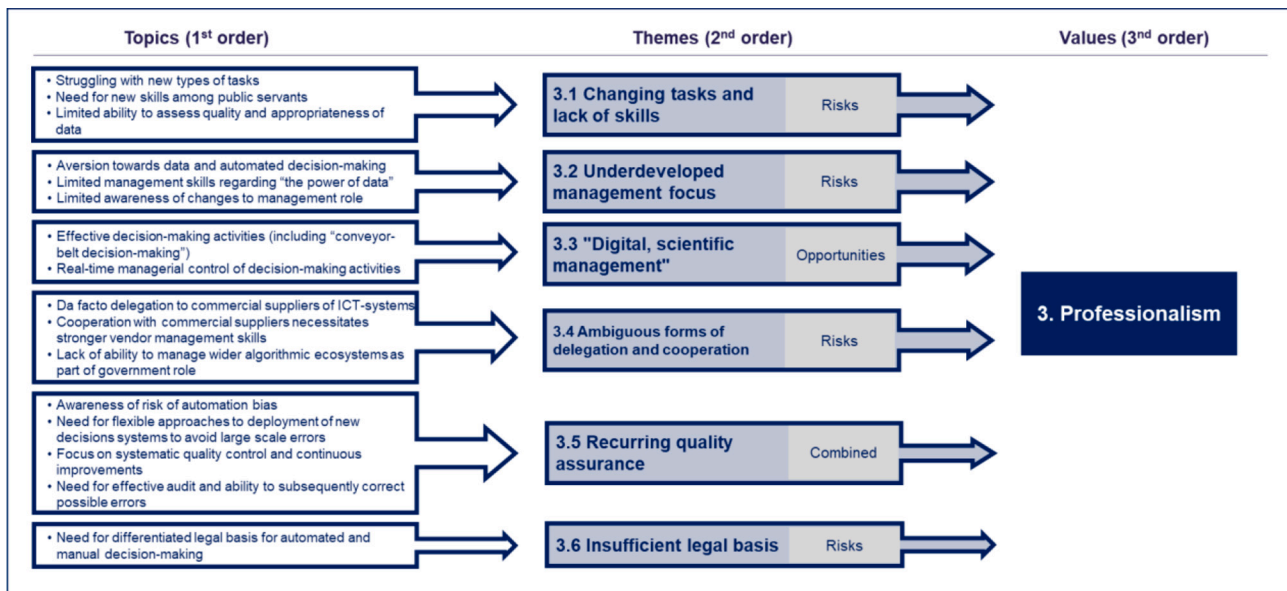 Topics (1st order)
Themes (2nd order)
Values (3nd order)
• Struggling with new types of tasks
• Need for new skills among public servants
• Limited ability to assess quality and appropriateness of
data
3.1 Changing tasks and
lack of skills
Risks
• Aversion towards data and automated decision-making
• Limited management skills regarding “the power of data”
• Limited awareness of changes to management role
3.2 Underdeveloped
management focus
Risks
• Effective decision-making activities (including “conveyor-
belt decision-making”)
• Real-time managerial control of decision-making activities
3.3 "Digital, scientific
management"
Opportunities
• Da facto delegation to commercial suppliers of ICT-systems
• Cooperation with commercial suppliers necessitates
stronger vendor management skills
• Lack of ability to manage wider algorithmic ecosystems as
part of government role
3.4 Ambiguous forms of
delegation and cooperation
Risks
• Awareness of risk of automation bias
• Need for flexible approaches to deployment of new
decisions systems to avoid large scale errors
• Focus on systematic quality control and continuous
improvements
• Need for effective audit and ability to subsequently correct
possible errors
3.5 Recurring quality
assurance
Combined
• Need for differentiated legal basis for automated and
manual decision-making
3.6 Insufficient legal basis
Risks
3. Professionalism